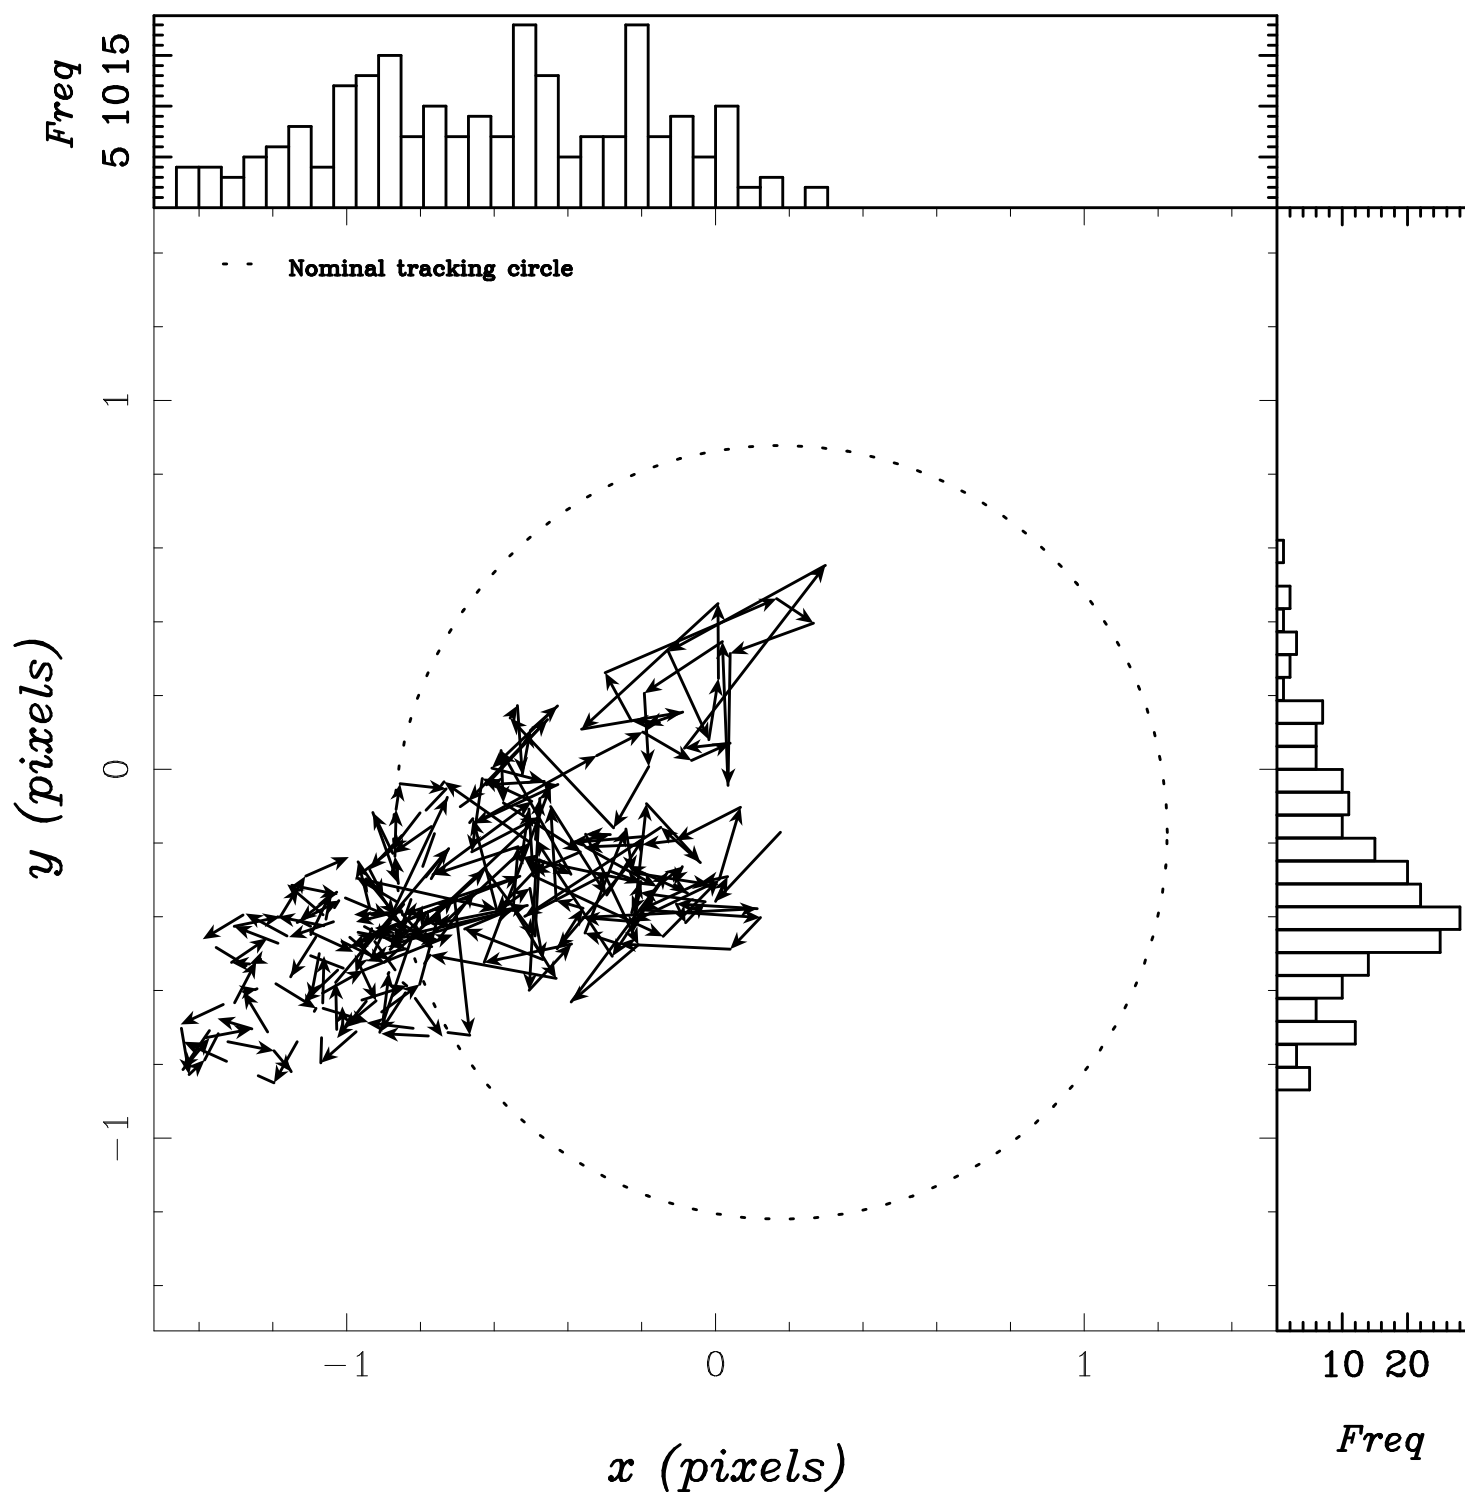 Freq
5 10 15
Nominal tracking circle
1
0
-1
y (pixels)
-1 0 1
10 20
x (pixels)
Freq